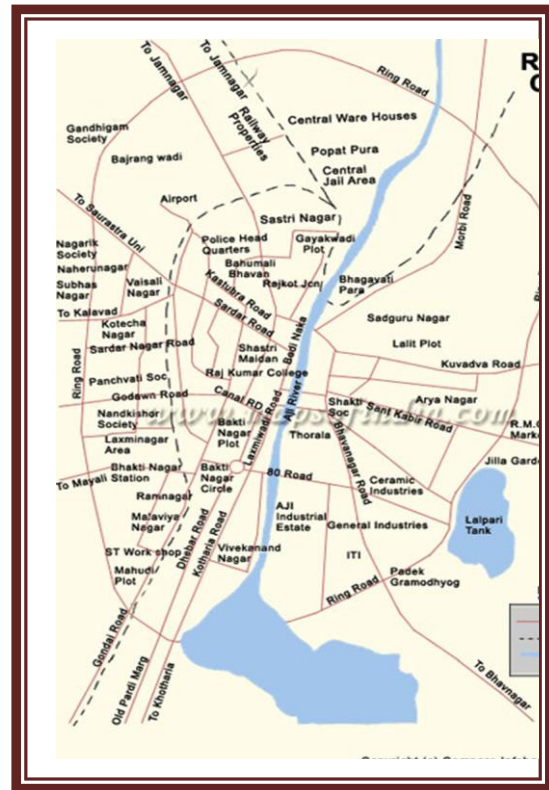 R
C
To Jamnagar
To Jamnagar
Ring Road
Railway
Properties
Central Ware Houses
Gandhigam
Society
Bajrang wadi
Popat Pura
Central
Jail Area
Airport
To Saurastra Uni
Sastri Nagar
Morbi Road
Nagarik
Society
Police Head
Quarters
Gayakwadi
Plot
Naherunagar
Bahumali
Bhavan
Subhas
Nagar
Vaisali
Nagar
Kastubra Road
Rajkot Jcn
Bhagavati
Para
To Kalavad
Sardar Road
Sadguru Nagar
Kotecha
Nagar
Bedi Naka
Sardar Nagar Road
Shastri
Maidan
Lalit Plot
Ring Road
Raj Kumar College
Kuvadva Road
Panchvati Soc
Godawn Road
Canal RD
Aji River
Shakti
Soc
Arya Nagar
Nandkishor
Society
Sant Kabir Road
Bakti
Nagar
Plot
Laxmiwadi Road
Thorala
Bhavanagar Road
R.M.C
Marke
Laxminagar
Area
Jilla Garde
Bhakti Nagar
Station
Bakti
Nagar
Circle
80 Road
To Mayali
Ceramic
Industries
Ramnagar
AJI
Industrial
Estate
Malaviya
Nagar
Dhebar Road
Kotharia Road
General Industries
Lalpari
Tank
ST Work shop
Vivekanand
Nagar
ITI
Mahudi
Plot
Padek
Gramodhyog
Ring Road
Gondal Road
Old Pardi Marg
To Khotharia
To Bhavnagar